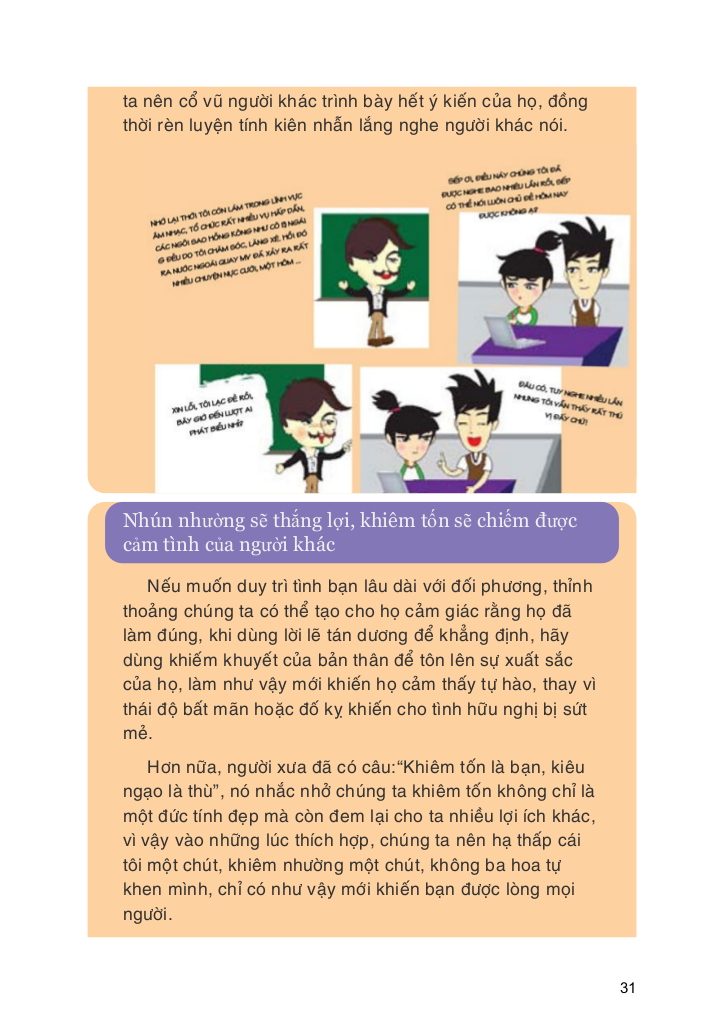 ta nên cổ vũ người khác trình bày hết ý kiến của họ, đồng
thời rèn luyện tính kiên nhẫn lắng nghe người khác nói.
NHỚ LẠI THỜI TÔI CÒN LÀM TRONG LĨNH VỰC
ÂM NHẠC, TỔ CHỨC RẤT NHIỀU VỤ HẤP DẪN,
CÁC NGÔI SAO HỒNG KÔNG NHƯ CÔ B NGÀI
G ĐỀU DO TÔI CHĂM SÓC, LĂNG XÊ. HỒI ĐÓ
RA NƯỚC NGOÀI QUAY MV ĐÃ XẢY RA RẤT
NHIỀU CHUYỆN NỰC CƯỜI, MỘT HÔM ...
SẾP ƠI, ĐIỀU NÀY CHÚNG TÔI ĐÃ
ĐƯỢC NGHE BAO NHIÊU LẦN RỒI, SẾP
CÓ THỂ NÓI LUÔN CHỦ ĐỀ HÔM NAY
ĐƯỢC KHÔNG Ạ?
XIN LỖI, TÔI LẠC ĐỀ RỒI,
BÂY GIỜ ĐẾN LƯỢT AI
PHÁT BIỂU NHỈ?
ĐÂU CÓ, TUY NGHE NHIỀU LẦN
NHƯNG TÔI VẪN THẤY RẤT THÚ
VỊ ĐẤY CHỨ!
Nhún nhường sẽ thắng lợi, khiêm tốn sẽ chiếm được
cảm tình của người khác
Nếu muốn duy trì tình bạn lâu dài với đối phương, thỉnh
thoảng chúng ta có thể tạo cho họ cảm giác rằng họ đã
làm đúng, khi dùng lời lẽ tán dương để khẳng định, hãy
dùng khiếm khuyết của bản thân để tôn lên sự xuất sắc
của họ, làm như vậy mới khiến họ cảm thấy tự hào, thay vì
thái độ bất mãn hoặc đố kỵ khiến cho tình hữu nghị bị sứt
mẻ.
Hơn nữa, người xưa đã có câu:“Khiêm tốn là bạn, kiêu
ngạo là thù”, nó nhắc nhở chúng ta khiêm tốn không chỉ là
một đức tính đẹp mà còn đem lại cho ta nhiều lợi ích khác,
vì vậy vào những lúc thích hợp, chúng ta nên hạ thấp cái
tôi một chút, khiêm nhường một chút, không ba hoa tự
khen mình, chỉ có như vậy mới khiến bạn được lòng mọi
người.
31